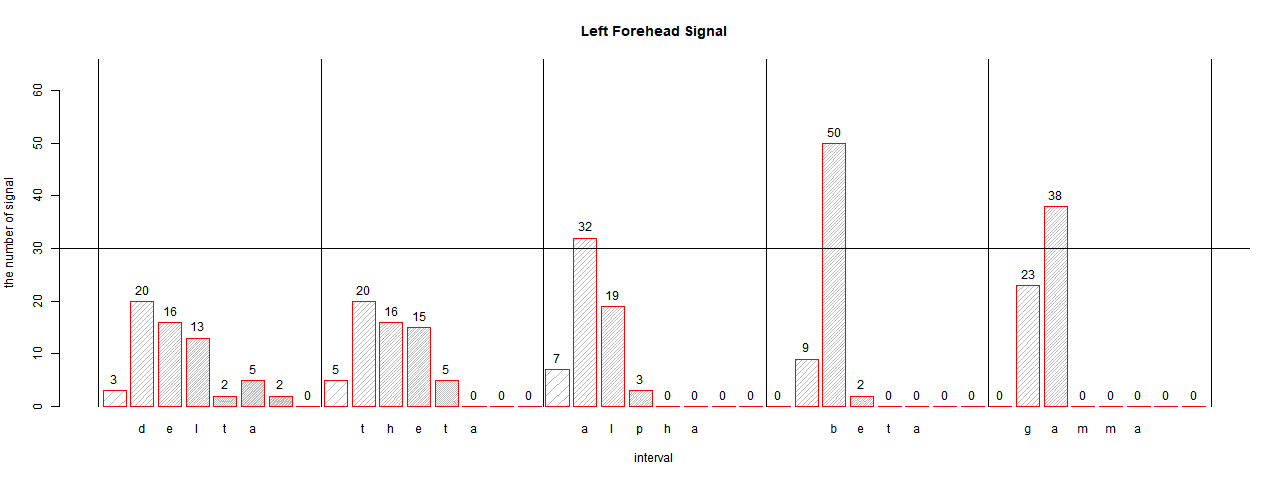 Left Forehead Signal
the number of signal
60
50
40
30
20
10
0
3 20 16 13 2 5 2 0 5 20 16 15 5 0 0 0 7 32 19 3 0 0 0 0 0 9 50 2 0 0 0 0 0 23 38 0 0 0 0 0
d e l t a t h e t a a l p h a b e t a g a m m a
interval